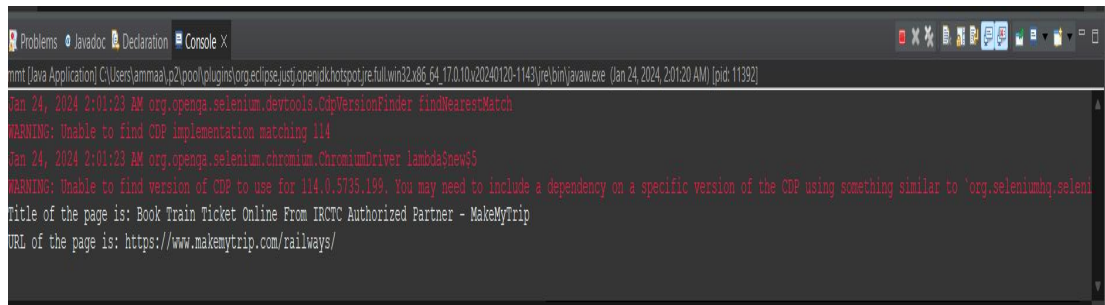 Problems Javadoc Declaration Console ×
mmt [Java Application] C:\Users\ammaa\.p2\pool\plugins\org.eclipse.justj.openjdk.hotspot.jre.full.win32.x86_64_17.0.10.v20240120-1143\jre\bin\javaw.exe (Jan 24, 2024, 2:01:20 AM) [pid: 11392]
Jan 24, 2024 2:01:23 AM org.openqa.selenium.devtools.CdpVersionFinder findNearestMatch
WARNING: Unable to find CDP implementation matching 114
Jan 24, 2024 2:01:23 AM org.openqa.selenium.chromium.ChromiumDriver lambda$new$5
WARNING: Unable to find version of CDP to use for 114.0.5735.199. You may need to include a dependency on a specific version of the CDP using something similar to `org.seleniumhq.seleni
Title of the page is: Book Train Ticket Online From IRCTC Authorized Partner - MakeMyTrip
URL of the page is: https://www.makemytrip.com/railways/